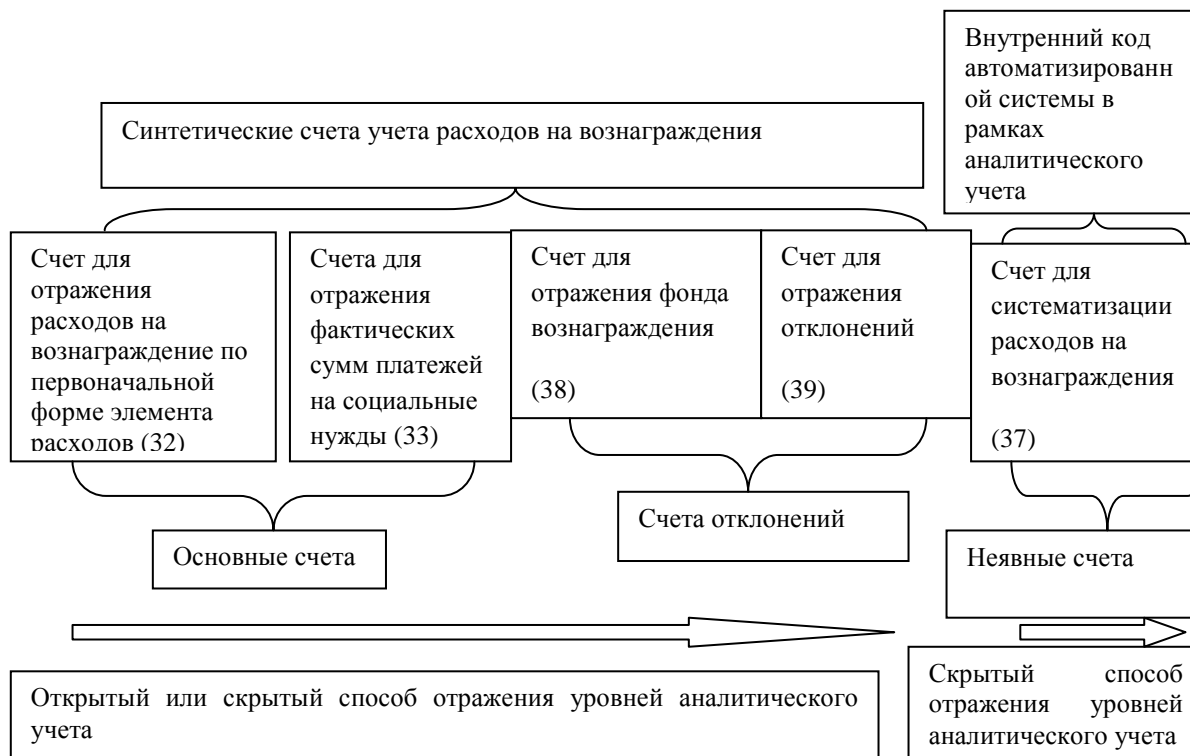 Внутренний код
автоматизированн
ой системы в
рамках
аналитического
учета
Синтетические счета учета расходов на вознаграждения
Счет для
отражения
расходов на
вознаграждение по
первоначальной
форме элемента
расходов (32)
Счета для
отражения
фактических
сумм платежей
на социальные
нужды (33)
Счет для
отражения фонда
вознаграждения
(38)
Счет для
отражения
отклонений
(39)
Счет для
систематизации
расходов на
вознаграждения
(37)
Основные счета
Счета отклонений
Неявные счета
Открытый или скрытый способ отражения уровней аналитического
учета
Скрытый способ
отражения уровней
аналитического учета